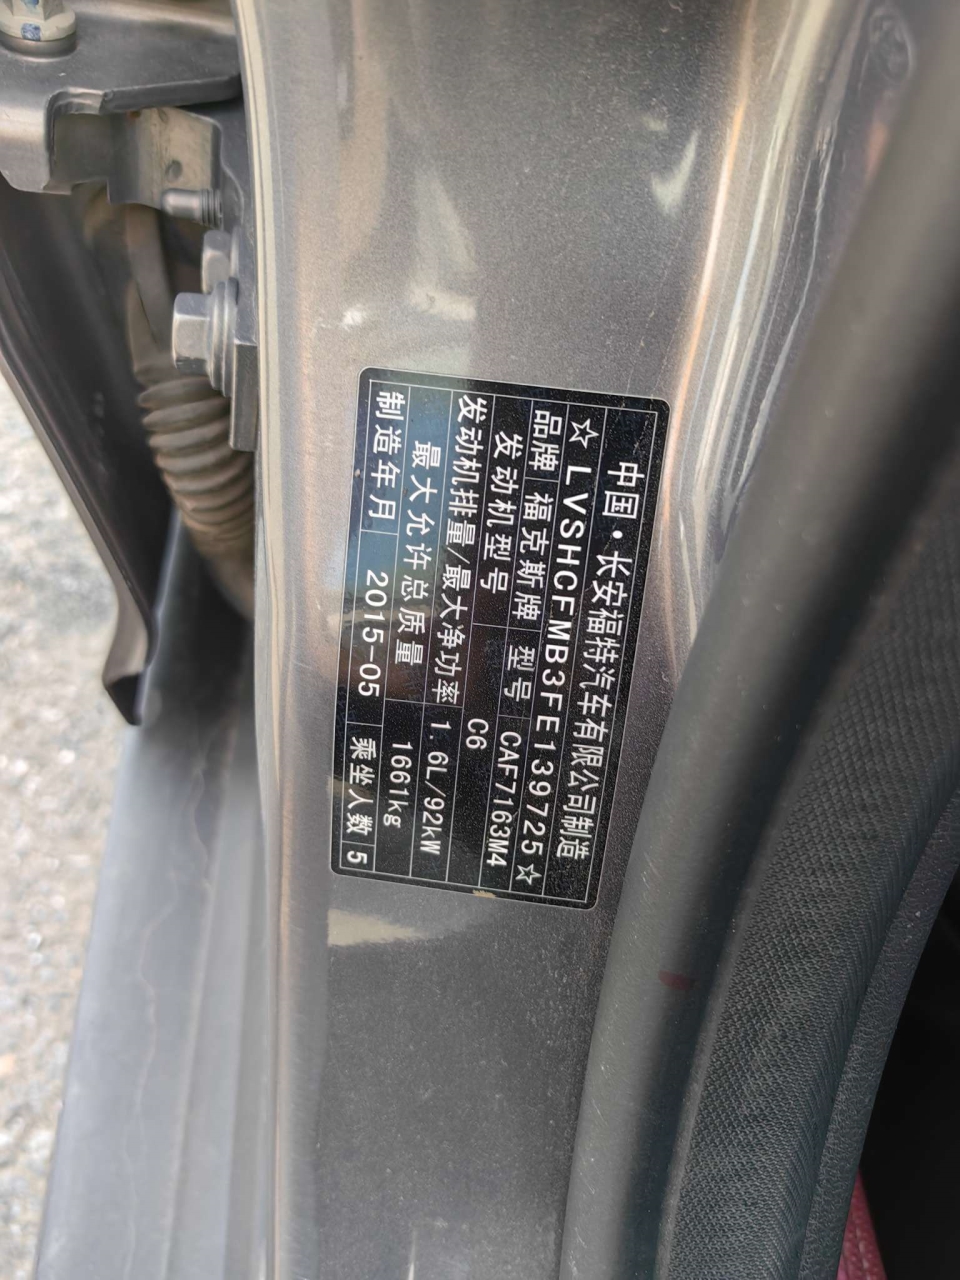 中国·长安福特汽车有限公司制造
☆LVSHCFMB3FE139725☆
品牌 福克斯牌 型号 CAF7163M4
发动机型号 C6
发动机排量/最大净功率 1.6L/92kW
最大允许总质量 1661kg
制造年月 2015-05 乘坐人数 5